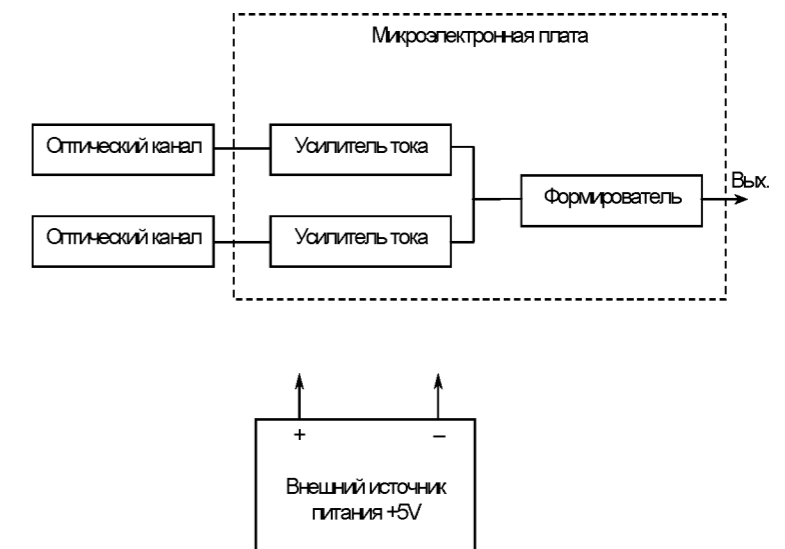 Микроэлектронная плата
Оптический канал
Усилитель тока
Формирователь
Вых.
Оптический канал
Усилитель тока
+
–
Внешний источник
питания +5V